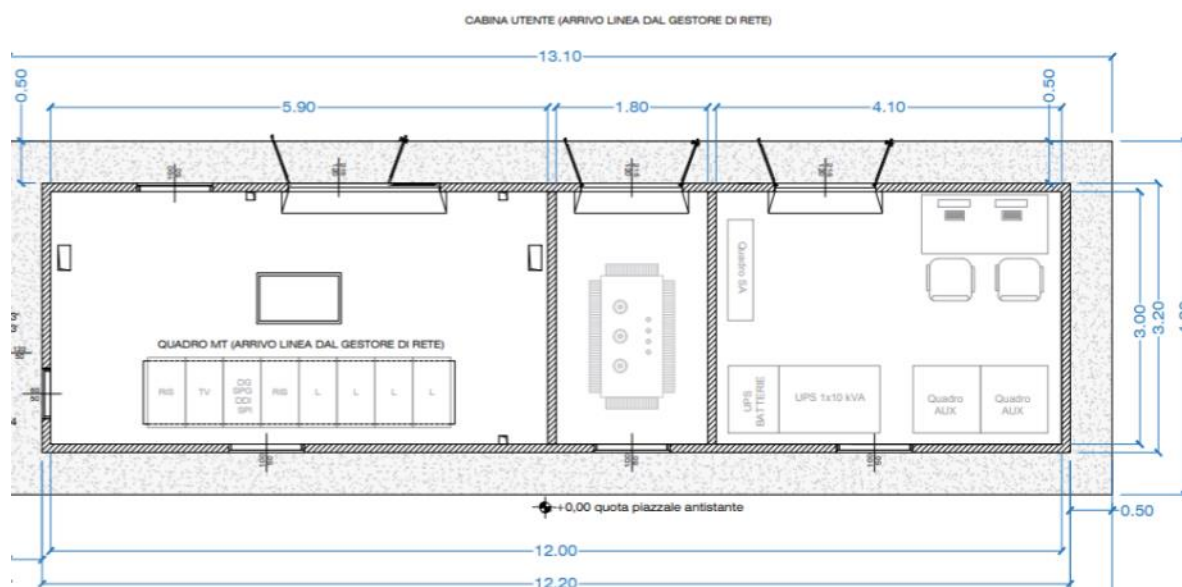 CABINA UTENTE (ARRIVO LINEA DAL GESTORE DI RETE)
13.10
0.50
5.90
1.80
4.10
0.50
Quadro SA
3.00
3.20
QUADRO MT (ARRIVO LINEA DAL GESTORE DI RETE)
RIS
TV
DG
SPG
DDI
SPI
RIS
L
L
L
L
UPS
BATTERIE
UPS 1x10 kVA
Quadro
AUX
Quadro
AUX
100
100
100
+0,00 quota piazzale antistante
0.50
12.00
12.20